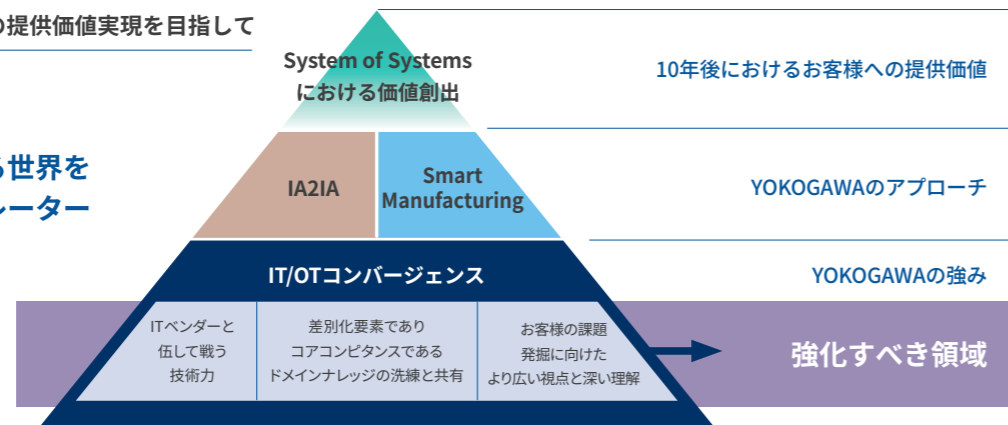 提供価値実現を目指して
System of Systems
における価値創出
10年後におけるお客様への提供価値
世界を
IA2IA
Smart
Manufacturing
YOKOGAWAのアプローチ
レーター
IT/OTコンバージェンス
YOKOGAWAの強み
ITベンダーと
伍して戦う
技術力
差別化要素であり
コアコンピタンスである
ドメインナレッジの洗練と共有
お客様の課題
発掘に向けた
より広い視点と深い理解
強化すべき領域